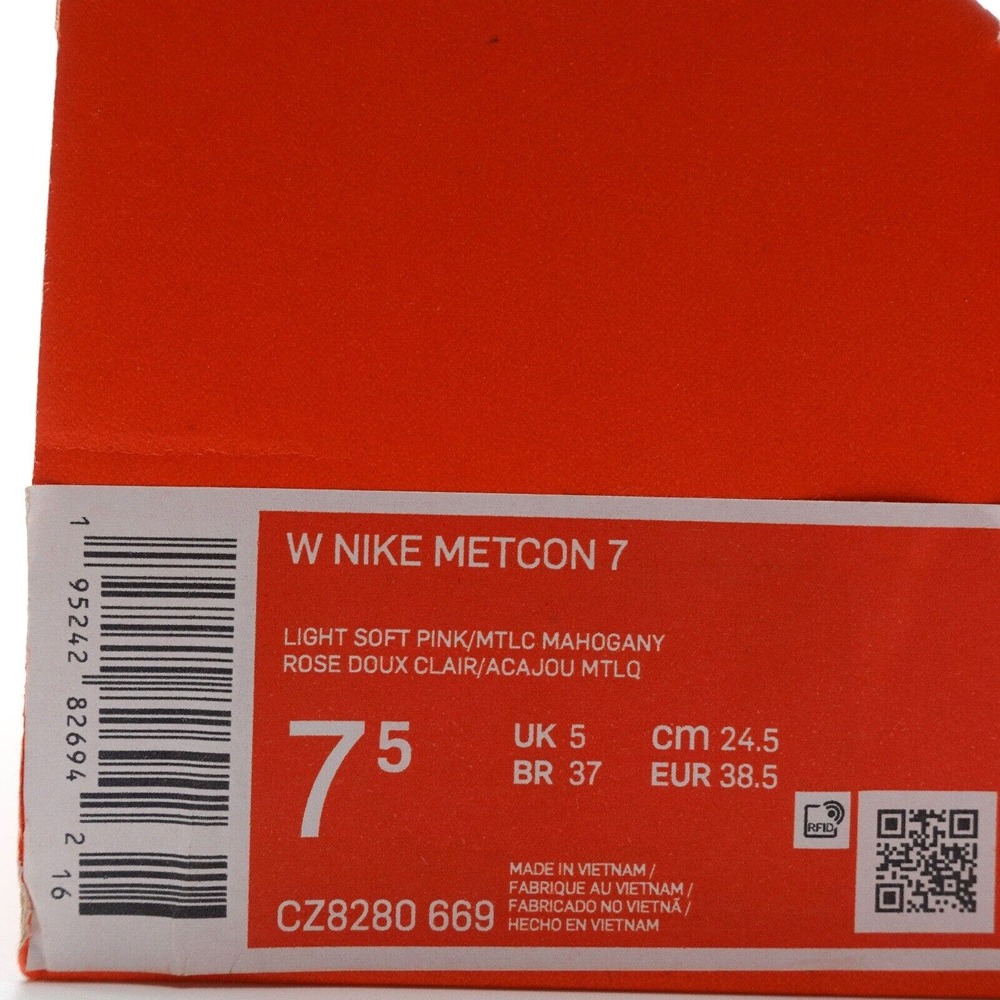 W NIKE METCON 7
LIGHT SOFT PINK/MTLC MAHOGANY
ROSE DOUX CLAIR/ACAJOU MTLQ
7 5
UK 5 cm 24.5
BR 37 EUR 38.5
RFID
MADE IN VIETNAM /
FABRIQUE AU VIETNAM /
FABRICADO NO VIETNÃ /
HECHO EN VIETNAM
CZ8280 669
1 95242 82694 2 16